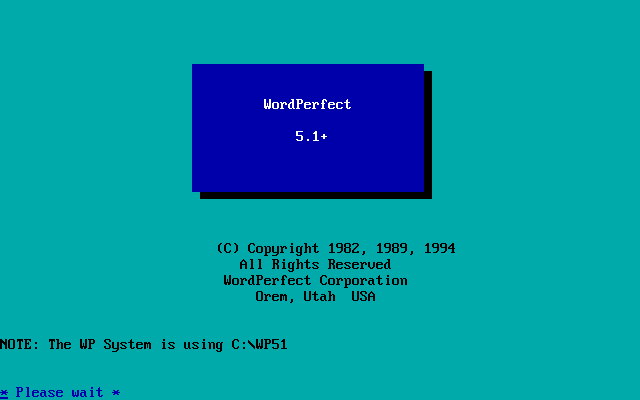 WordPerfect
5.1+
(C) Copyright 1982, 1989, 1994
All Rights Reserved
WordPerfect Corporation
Orem, Utah  USA
NOTE: The WP System is using C:\WP51
* Please wait *